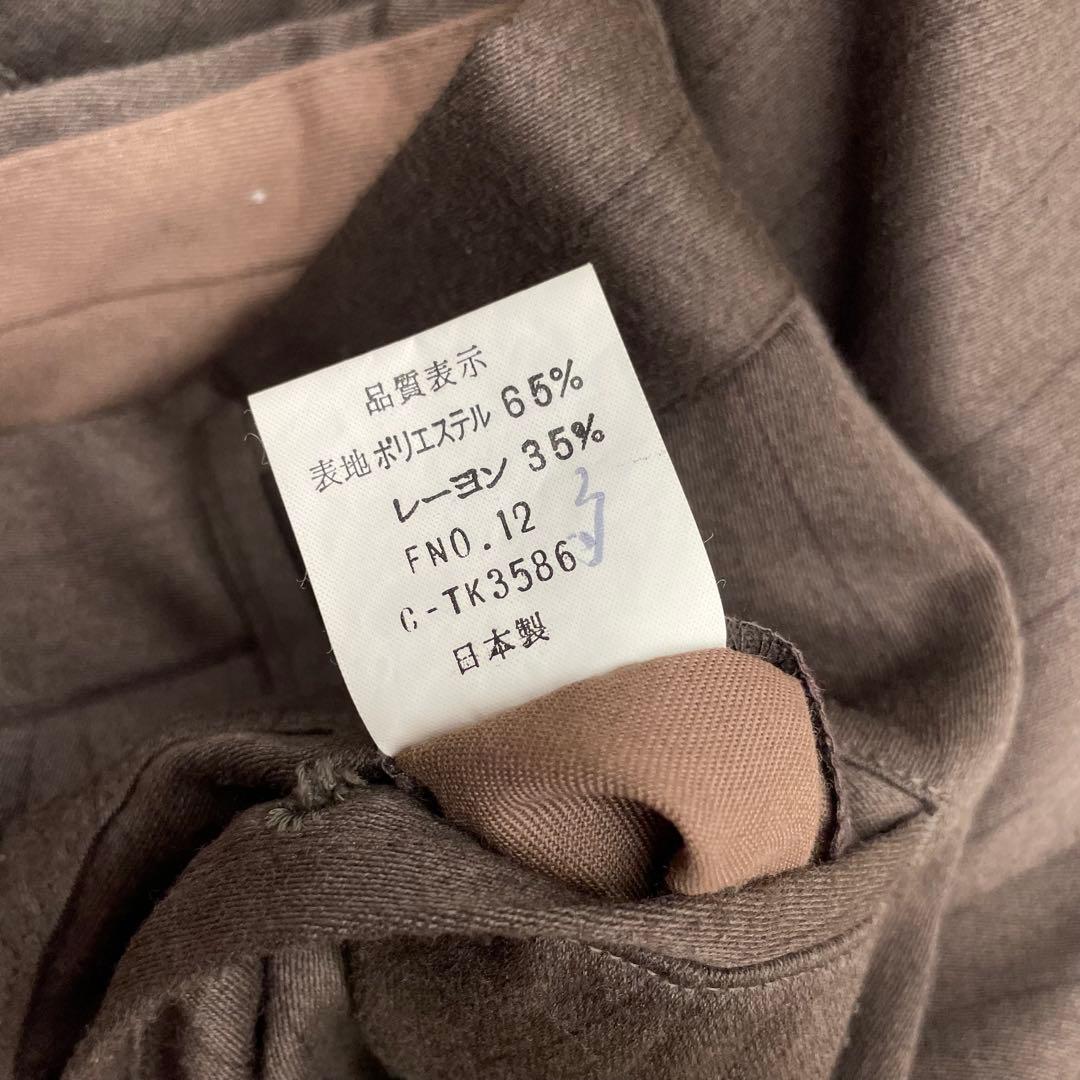 品質表示
表地 ポリエステル 65%
レーヨン 35%
FNO.12
C-TK3586
日本製